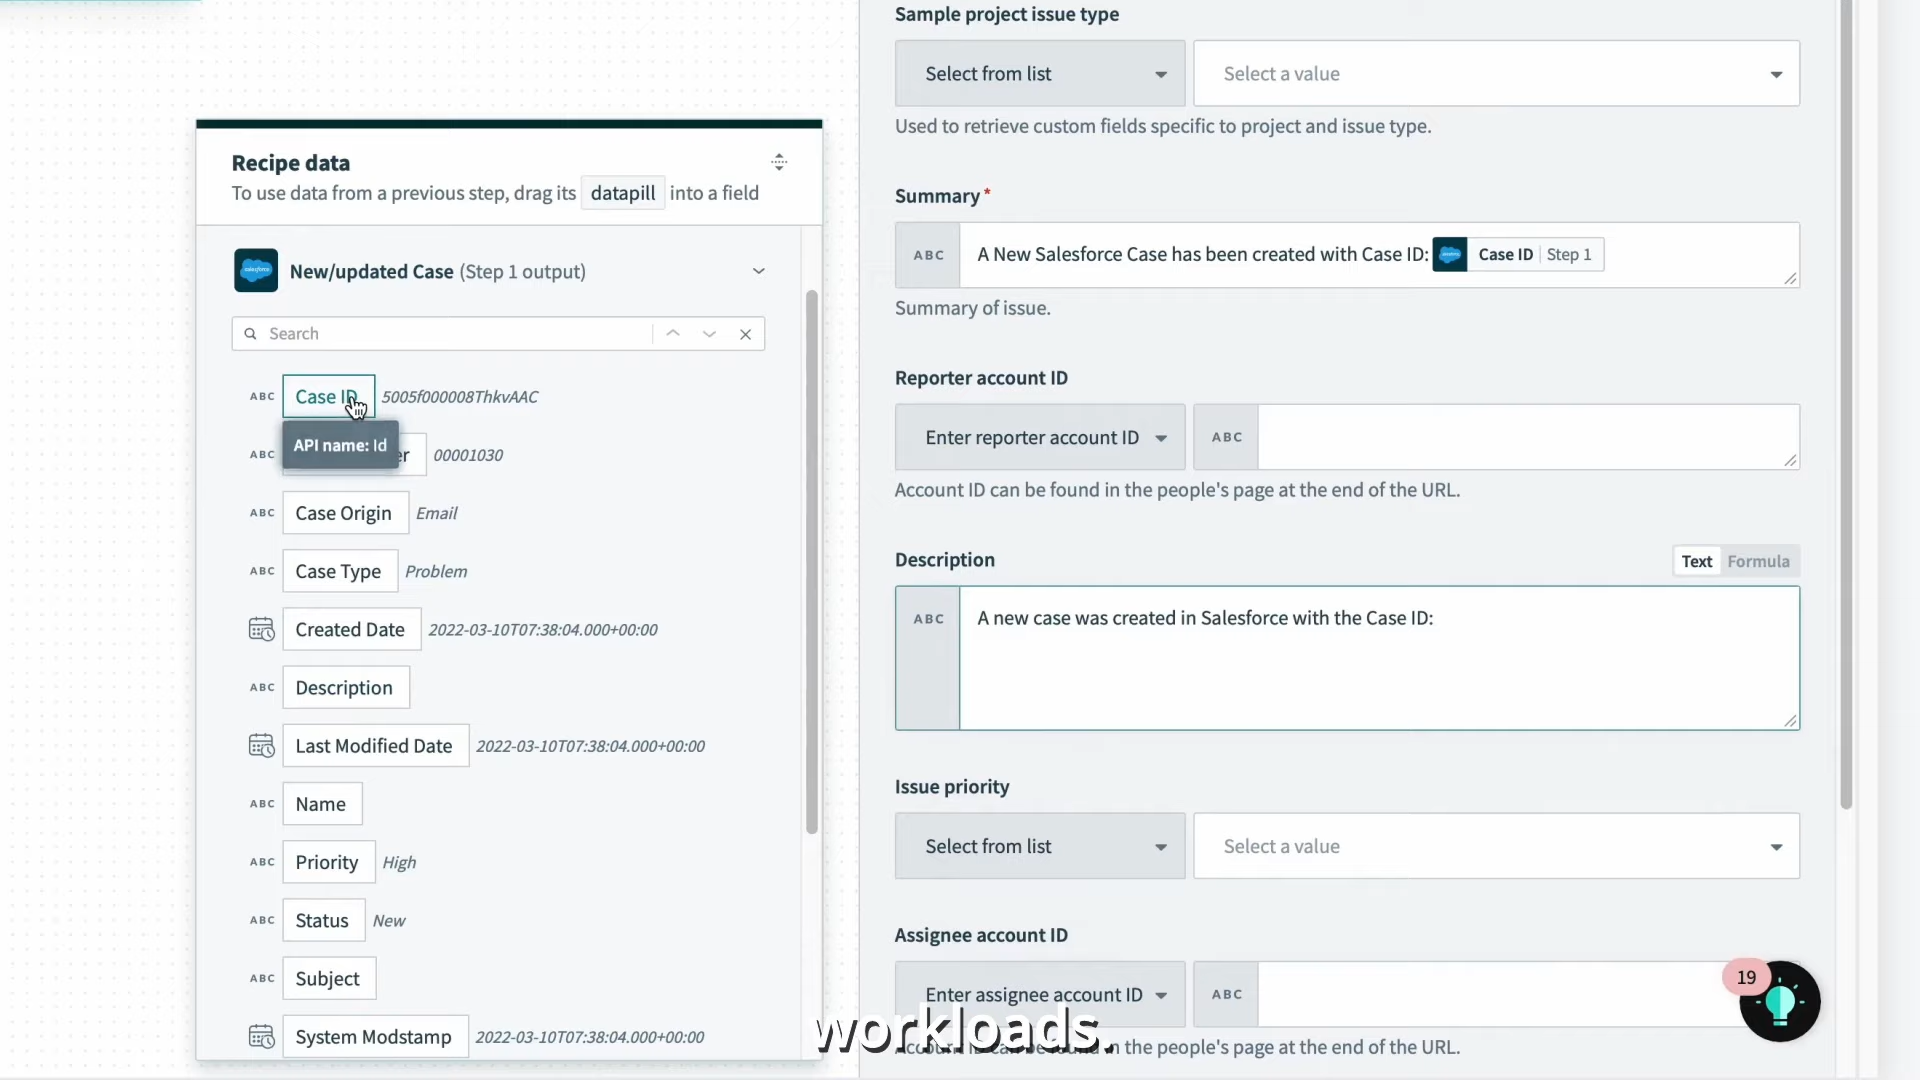 Sample project issue type
Select from list
Select a value
Used to retrieve custom fields specific to project and issue type.
Recipe data
To use data from a previous step, drag its datapill into a field
Summary*
ABC A New Salesforce Case has been created with Case ID: Case ID Step 1
Summary of issue.
New/updated Case (Step 1 output)
Search
ABC Case ID 5005f000008ThkvAAC
API name: Id
ABC er 00001030
ABC Case Origin Email
ABC Case Type Problem
Created Date 2022-03-10T07:38:04.000+00:00
ABC Description
Last Modified Date 2022-03-10T07:38:04.000+00:00
ABC Name
ABC Priority High
ABC Status New
ABC Subject
System Modstamp 2022-03-10T07:38:04.000+00:00
Reporter account ID
Enter reporter account ID ABC
Account ID can be found in the people's page at the end of the URL.
Description
Text Formula
ABC A new case was created in Salesforce with the Case ID:
Issue priority
Select from list
Select a value
Assignee account ID
Enter assignee account ID ABC
19
workloads.
Account ID can be found in the people's page at the end of the URL.